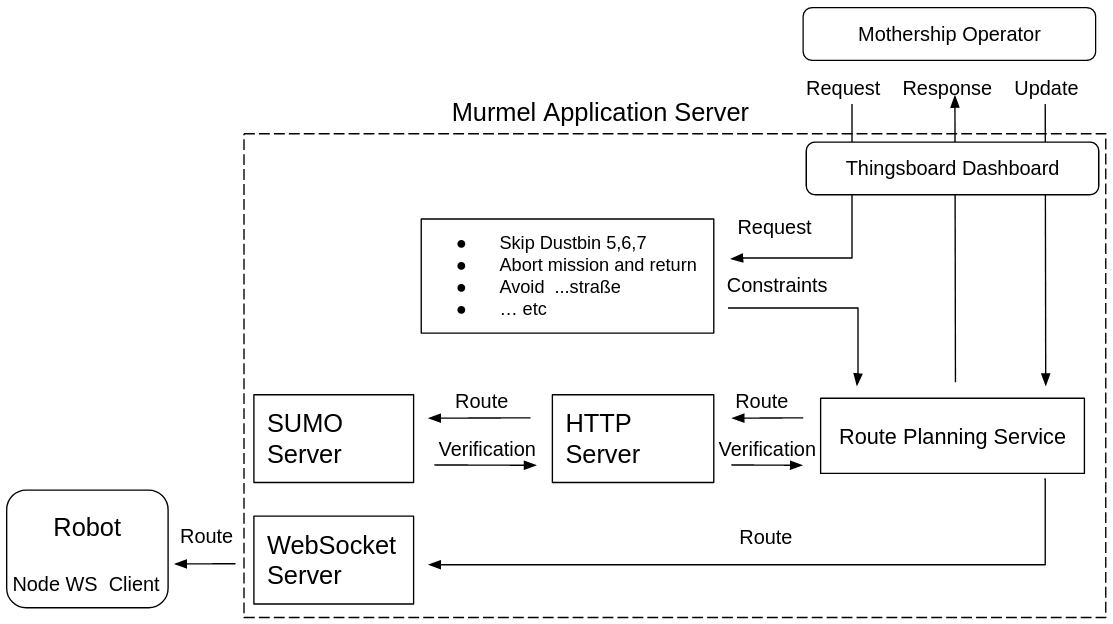 Mothership Operator
Request Response Update
Murmel Application Server
Thingsboard Dashboard
Request
● Skip Dustbin 5,6,7
● Abort mission and return
● Avoid ...straße
● … etc
Constraints
Route
Route
SUMO
Server
HTTP
Server
Route Planning Service
Verification
Verification
Robot
Node WS Client
Route
WebSocket
Server
Route